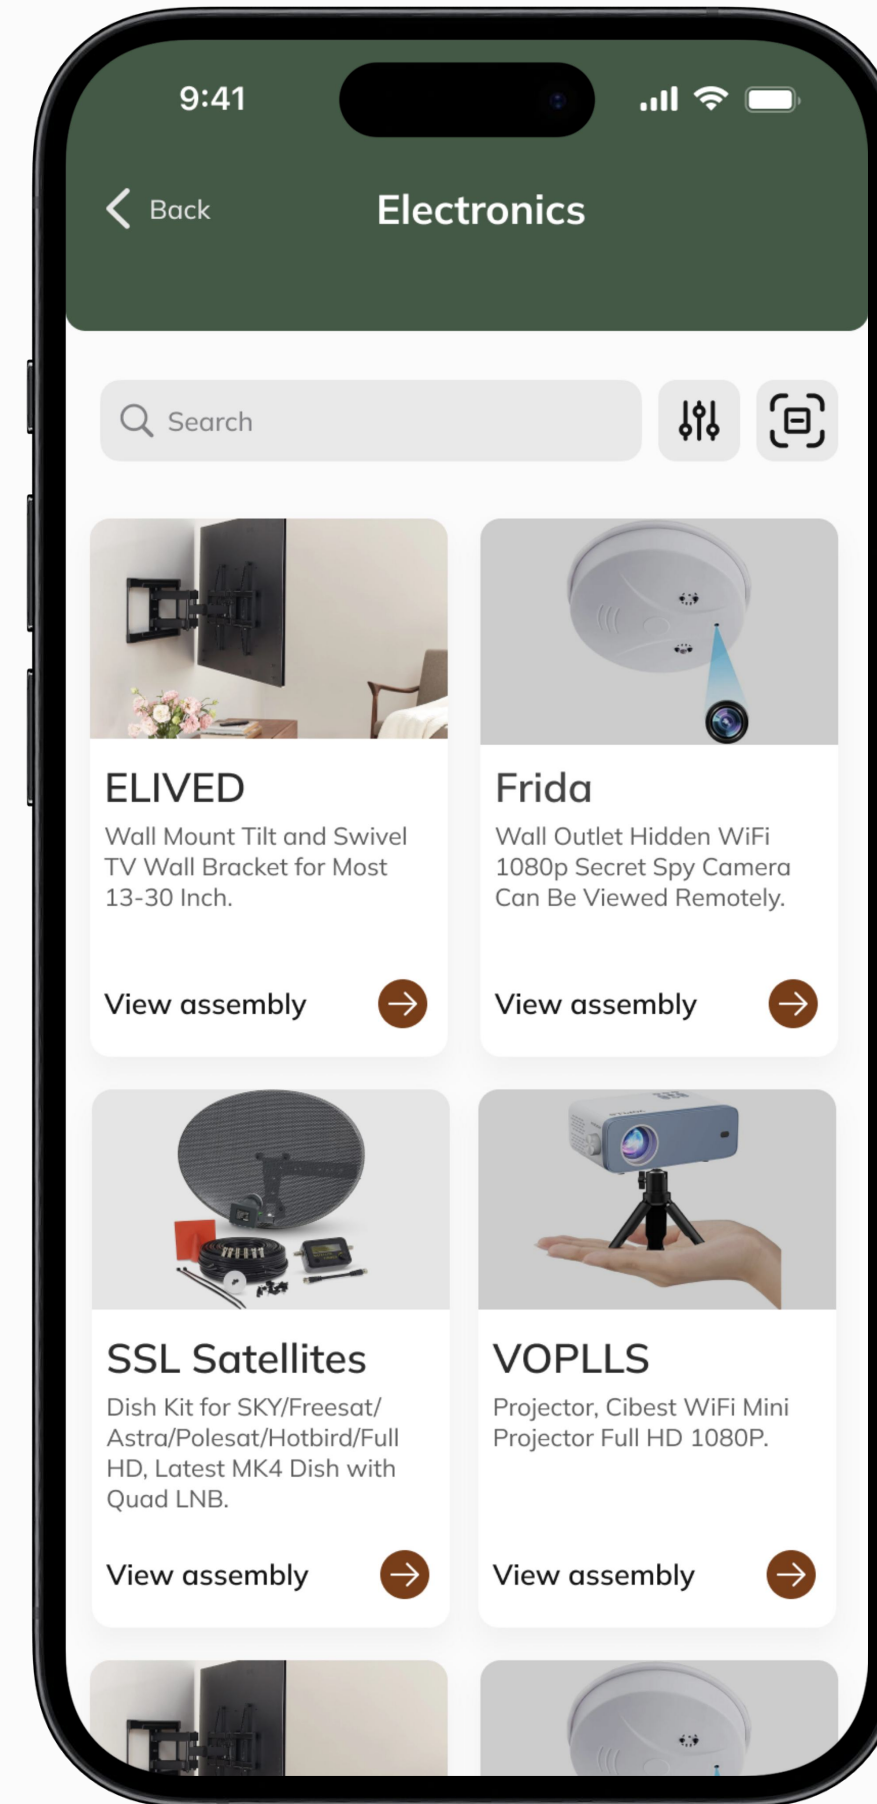 9:41
Back
Electronics
Search
ELIVED
Wall Mount Tilt and Swivel
TV Wall Bracket for Most
13-30 Inch.
View assembly
Frida
Wall Outlet Hidden WiFi
1080p Secret Spy Camera
Can Be Viewed Remotely.
View assembly
SSL Satellites
Dish Kit for SKY/Freesat/
Astra/Polesat/Hotbird/Full
HD, Latest MK4 Dish with
Quad LNB.
View assembly
VOPLLS
Projector, Cibest WiFi Mini
Projector Full HD 1080P.
View assembly